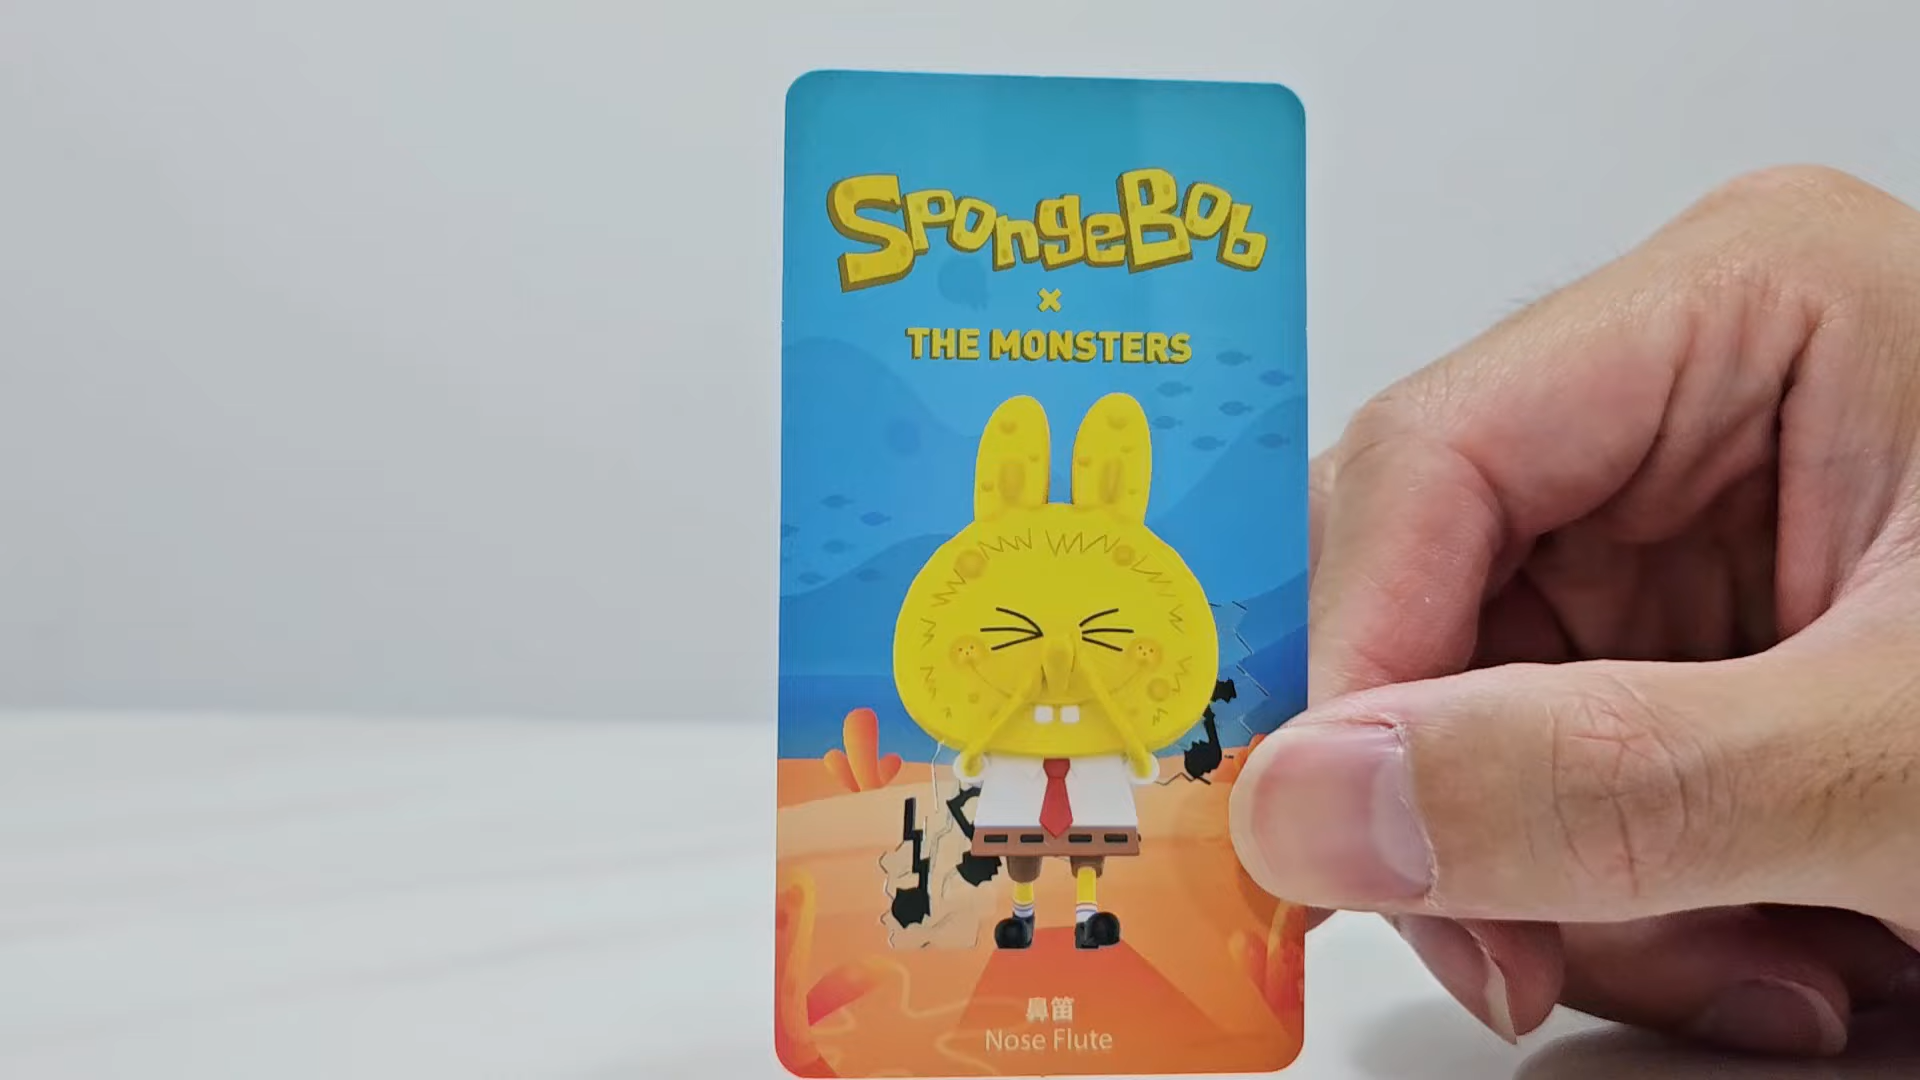 SpongeBob
x
THE MONSTERS
鼻笛
Nose Flute